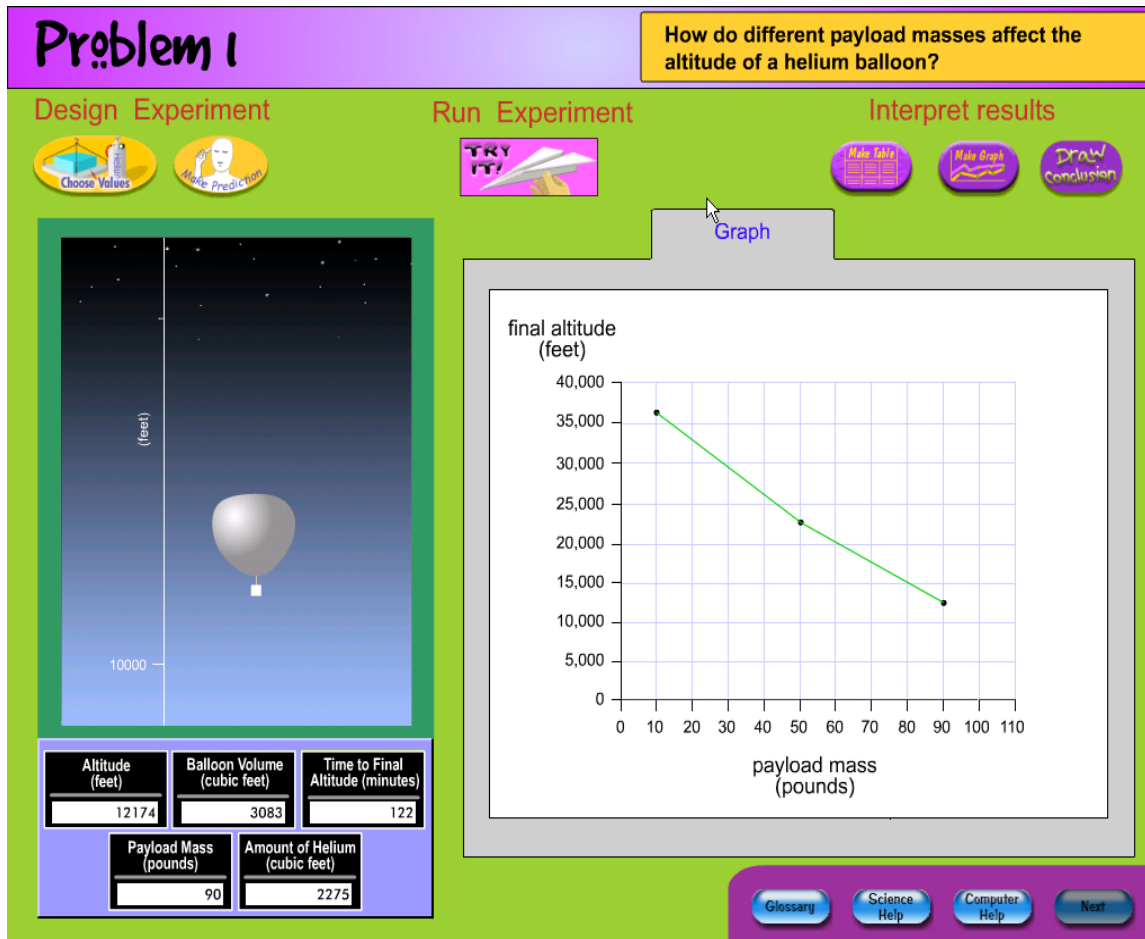 Problem 1
How do different payload masses affect the
altitude of a helium balloon?
Design Experiment
Run Experiment
Interpret results
Choose Values
Make Prediction
TRY
IT!
Make Table
Make Graph
Draw
Conclusion
(feet)
10000
Altitude
(feet)
12174
Balloon Volume
(cubic feet)
3083
Time to Final
Altitude (minutes)
122
Payload Mass
(pounds)
90
Amount of Helium
(cubic feet)
2275
Graph
final altitude
(feet)
40,000
35,000
30,000
25,000
20,000
15,000
10,000
5,000
0
0 10 20 30 40 50 60 70 80 90 100 110
payload mass
(pounds)
Glossary
Science
Help
Computer
Help
Next